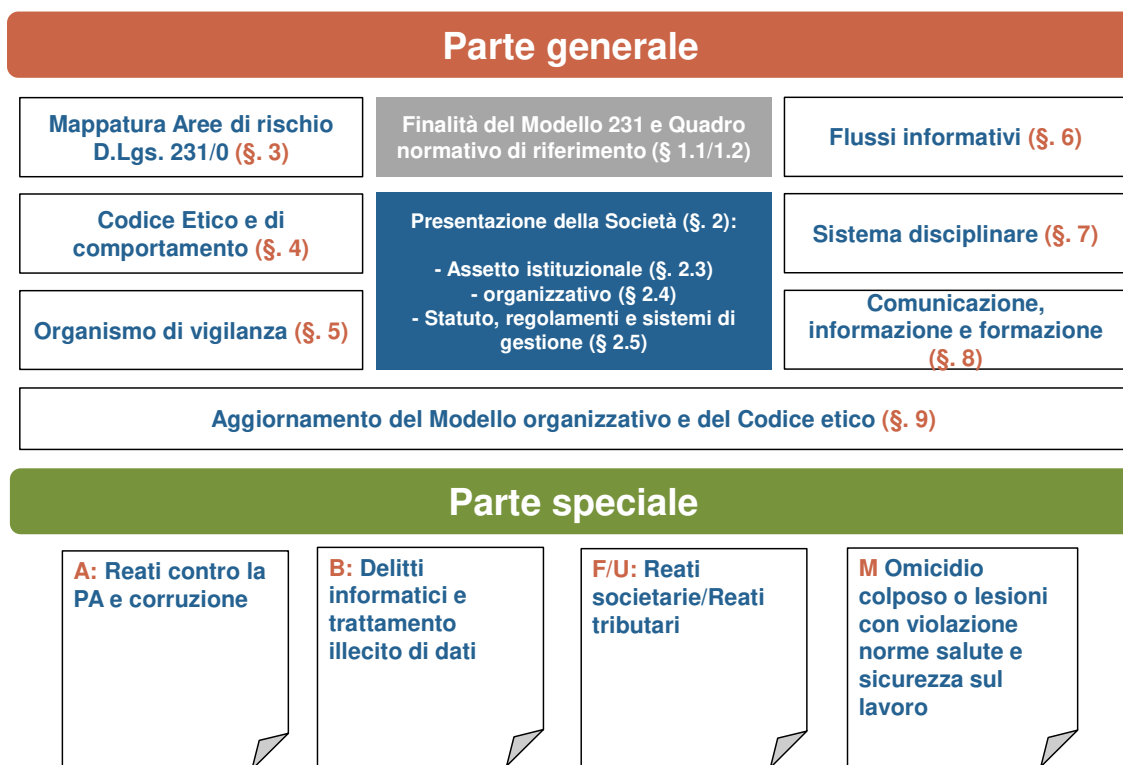 Parte generale
Mappatura Aree di rischio
D.Lgs. 231/0 (§. 3)
Finalità del Modello 231 e Quadro
normativo di riferimento (§ 1.1/1.2)
Flussi informativi (§. 6)
Codice Etico e di
comportamento (§. 4)
Presentazione della Società (§. 2):
- Assetto istituzionale (§. 2.3)
- organizzativo (§ 2.4)
- Statuto, regolamenti e sistemi di
gestione (§ 2.5)
Sistema disciplinare (§. 7)
Organismo di vigilanza (§. 5)
Comunicazione,
informazione e formazione
(§. 8)
Aggiornamento del Modello organizzativo e del Codice etico (§. 9)
Parte speciale
A: Reati contro la
PA e corruzione
B: Delitti
informatici e
trattamento
illecito di dati
F/U: Reati
societarie/Reati
tributari
M Omicidio
colposo o lesioni
con violazione
norme salute e
sicurezza sul
lavoro